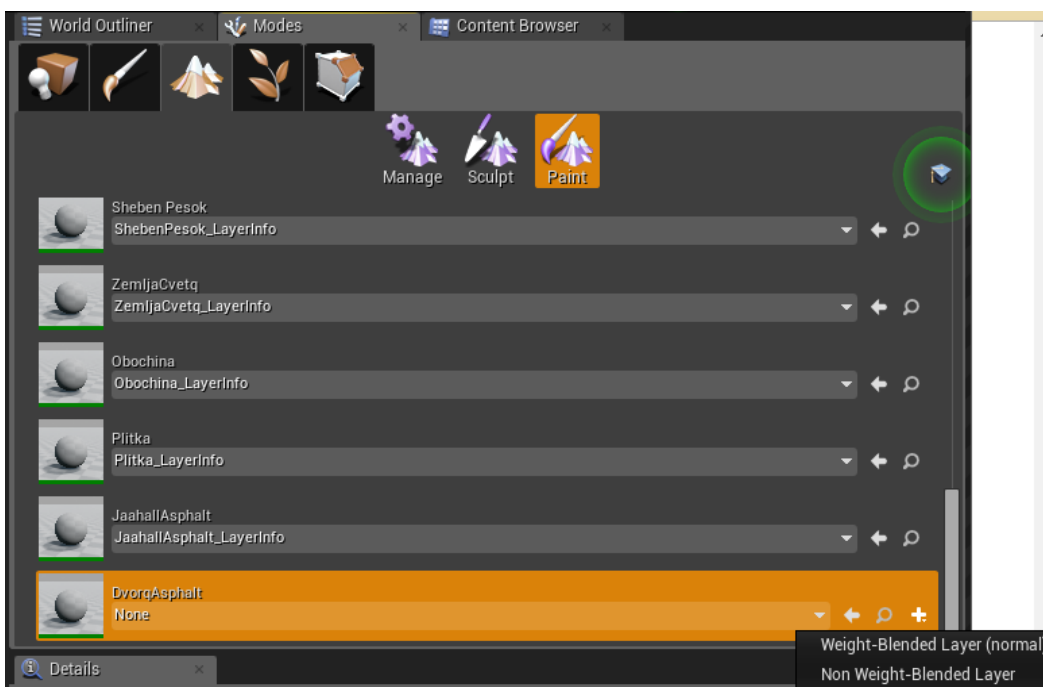 World Outliner
Modes
Content Browser
Manage
Sculpt
Paint
Sheben Pesok
ShebenPesok_LayerInfo
ZemljaCvetq
ZemljaCvetq_LayerInfo
Obochina
Obochina_LayerInfo
Plitka
Plitka_LayerInfo
JaahallAsphalt
JaahallAsphalt_LayerInfo
DvorqAsphalt
None
Weight-Blended Layer (normal)
Non Weight-Blended Layer
Details